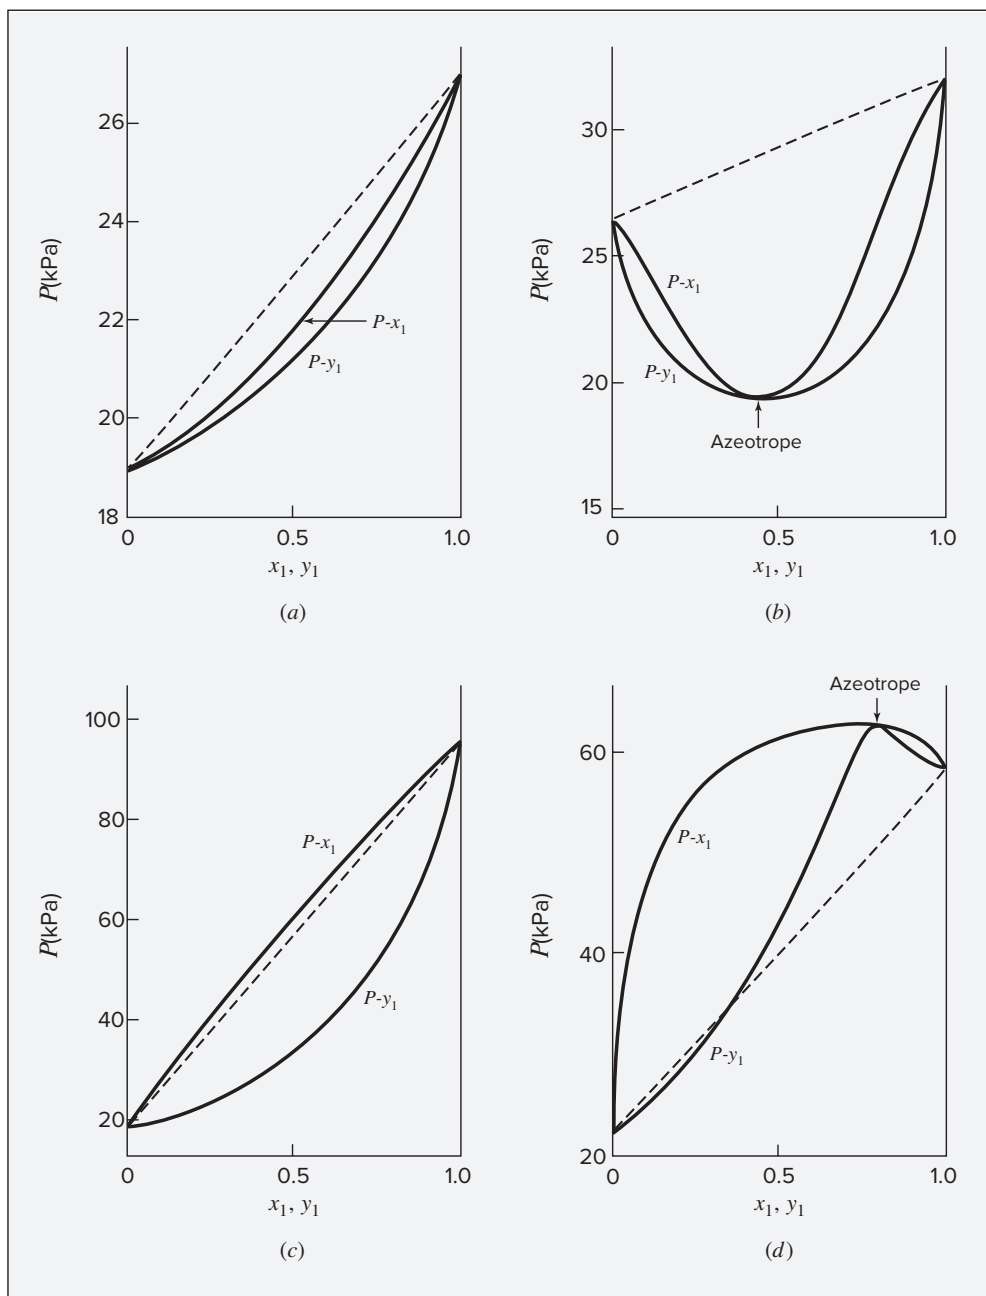 26
24
22
20
18
P(kPa)
P-x1
P-y1
0
0.5
1.0
x1, y1
(a)
30
25
20
15
P(kPa)
P-x1
P-y1
Azeotrope
0
0.5
1.0
x1, y1
(b)
100
80
60
40
20
P(kPa)
P-x1
P-y1
0
0.5
1.0
x1, y1
(c)
Azeotrope
60
40
20
P(kPa)
P-x1
P-y1
0
0.5
1.0
x1, y1
(d)